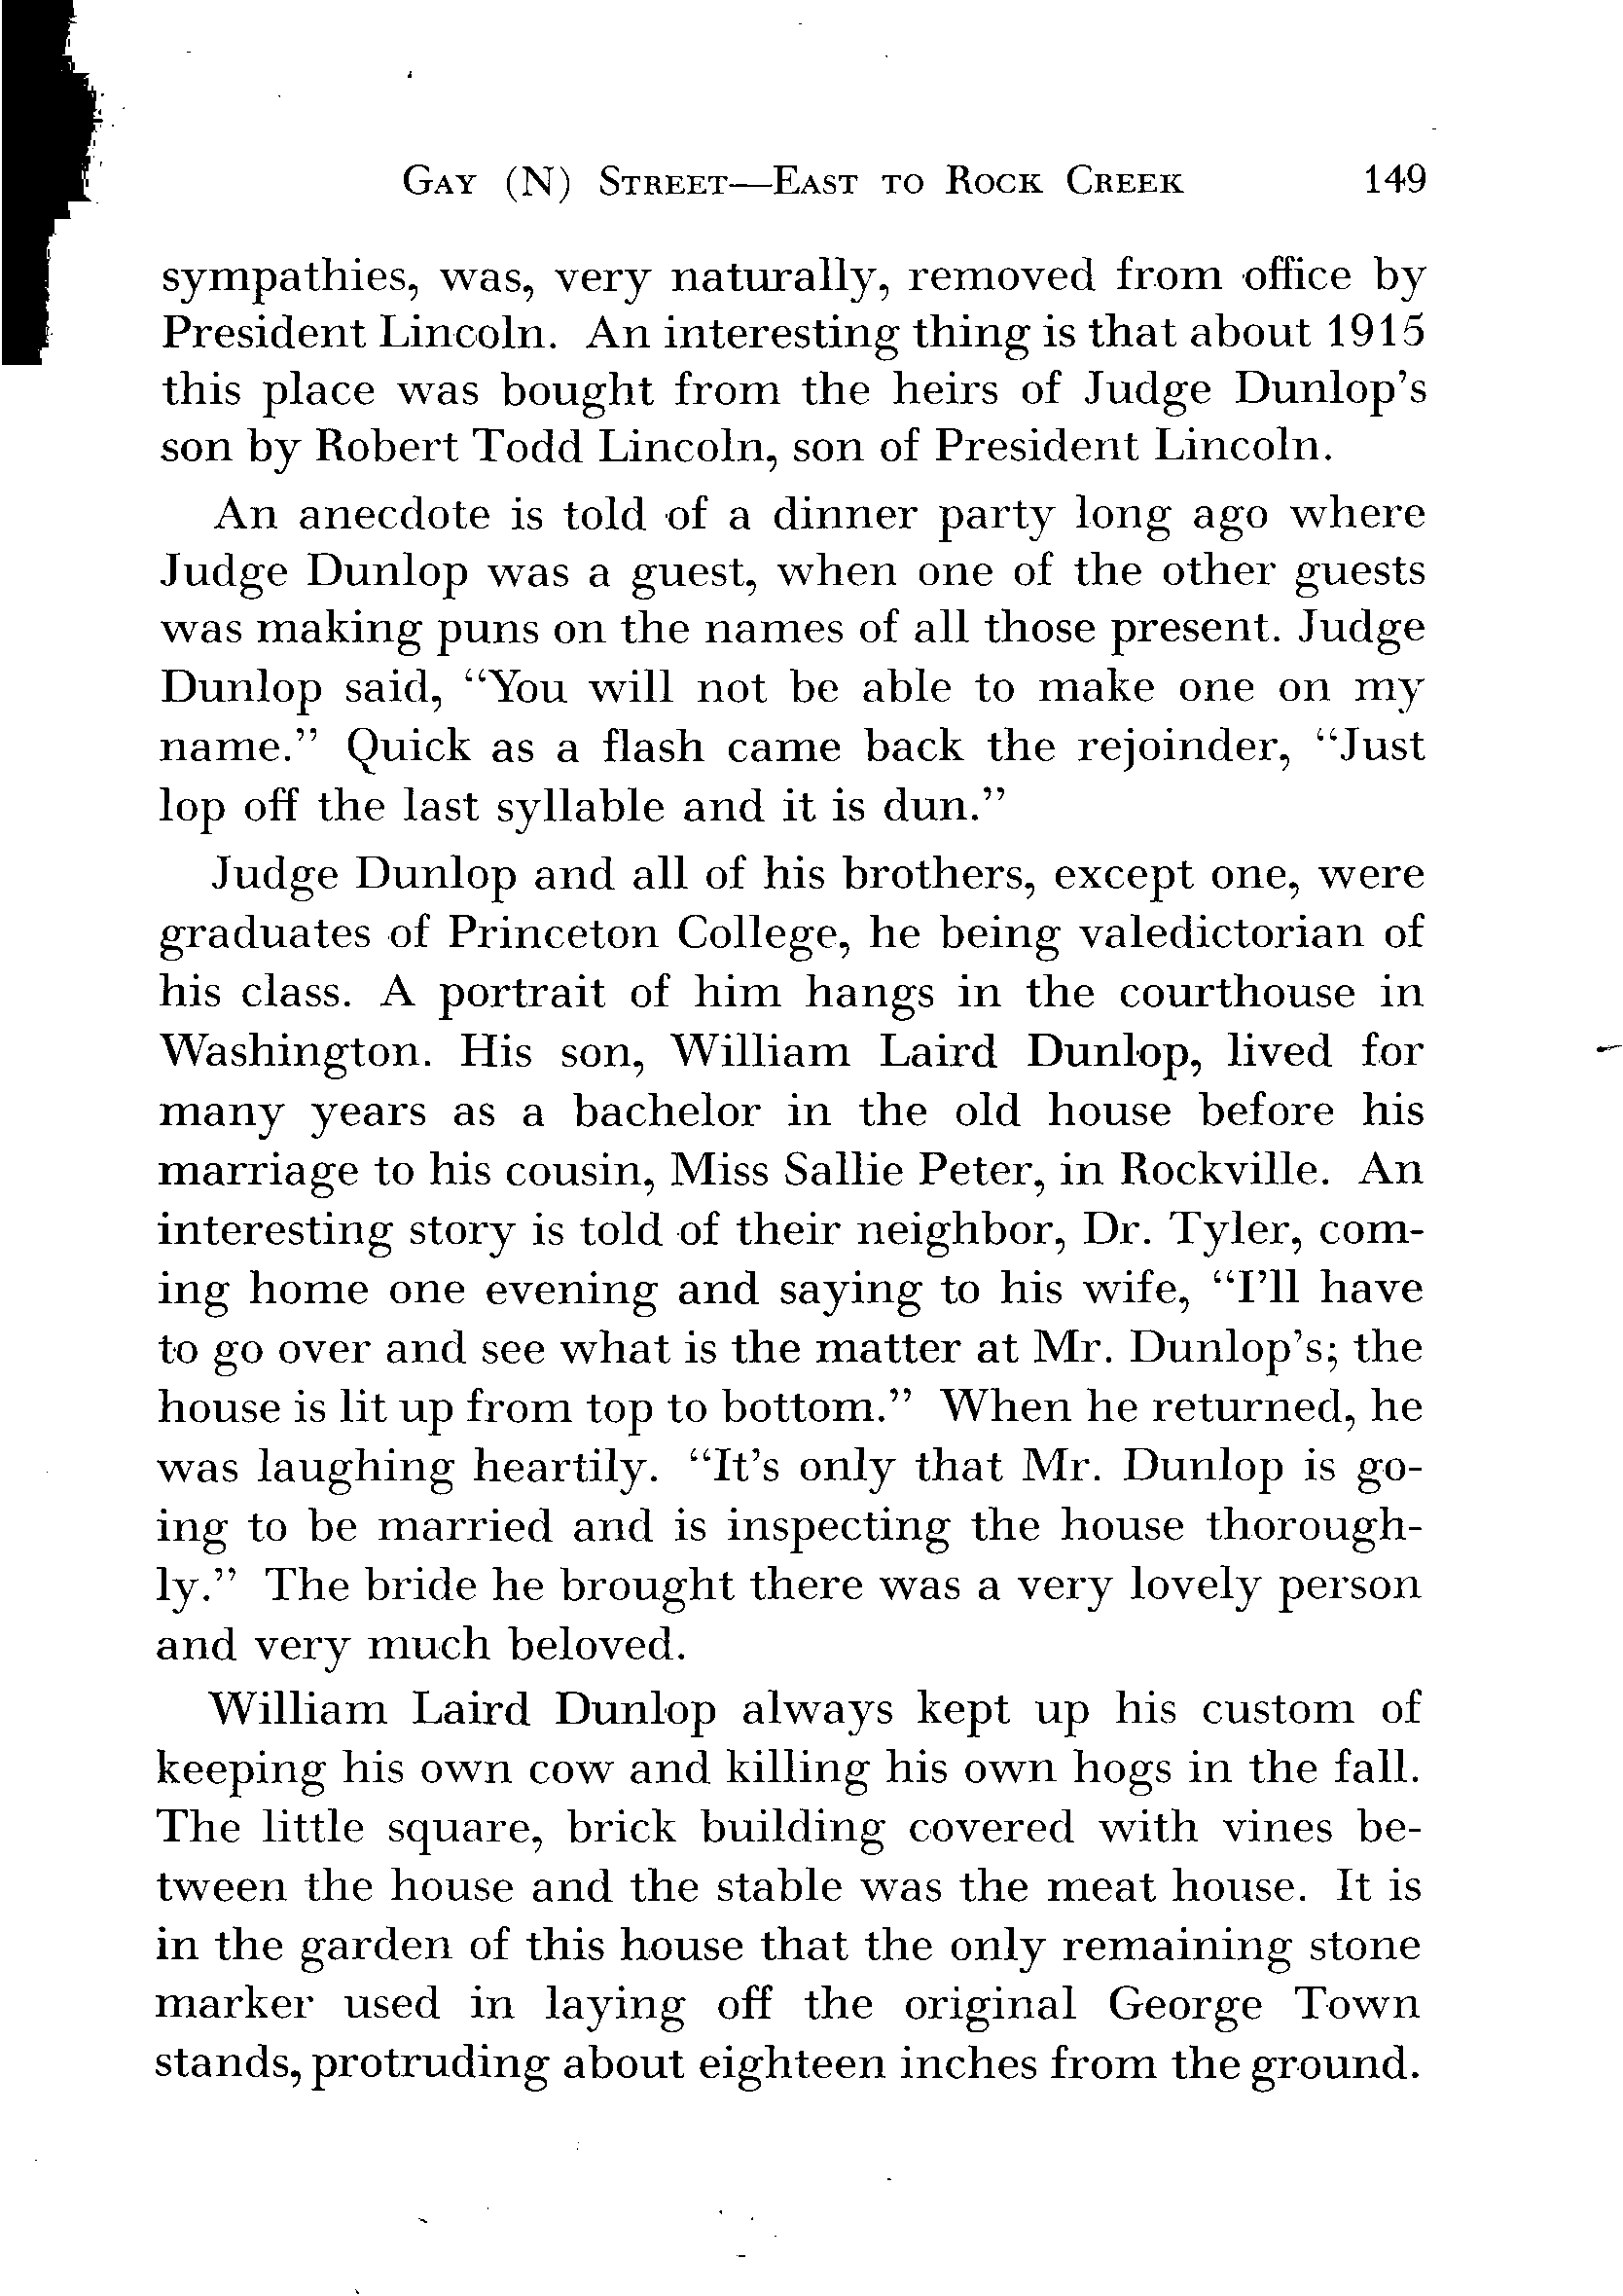 Gay (N) Street—East to Rock Creek 149
sympathies, was, very naturally, removed from office by
President Lincoln. An interesting thing is that about 1915
this place was bought from the heirs of Judge Dunlop's
son by Robert Todd Lincoln, son of President Lincoln.
An anecdote is told of a dinner party long ago where
Judge Dunlop was a guest, when one of the other guests
was making puns on the names of all those present. Judge
Dunlop said, “You will not be able to make one on my
name.” Quick as a flash came back the rejoinder, “Just
lop off the last syllable and it is dun.”
Judge Dunlop and all of his brothers, except one, were
graduates of Princeton College, he being valedictorian of
his class. A portrait of him hangs in the courthouse in
Washington. His son, William Laird Dunlop, lived for
many years as a bachelor in the old house before his
marriage to his cousin, Miss Sallie Peter, in Rockville. An
interesting story is told of their neighbor, Dr. Tyler, com-
ing home one evening and saying to his wife, “I'll have
to go over and see what is the matter at Mr. Dunlop's; the
house is lit up from top to bottom.” When he returned, he
was laughing heartily. “It's only that Mr. Dunlop is go-
ing to be married and is inspecting the house thorough-
ly.” The bride he brought there was a very lovely person
and very much beloved.
William Laird Dunlop always kept up his custom of
keeping his own cow and killing his own hogs in the fall.
The little square, brick building covered with vines be-
tween the house and the stable was the meat house. It is
in the garden of this house that the only remaining stone
marker used in laying off the original George Town
stands, protruding about eighteen inches from the ground.